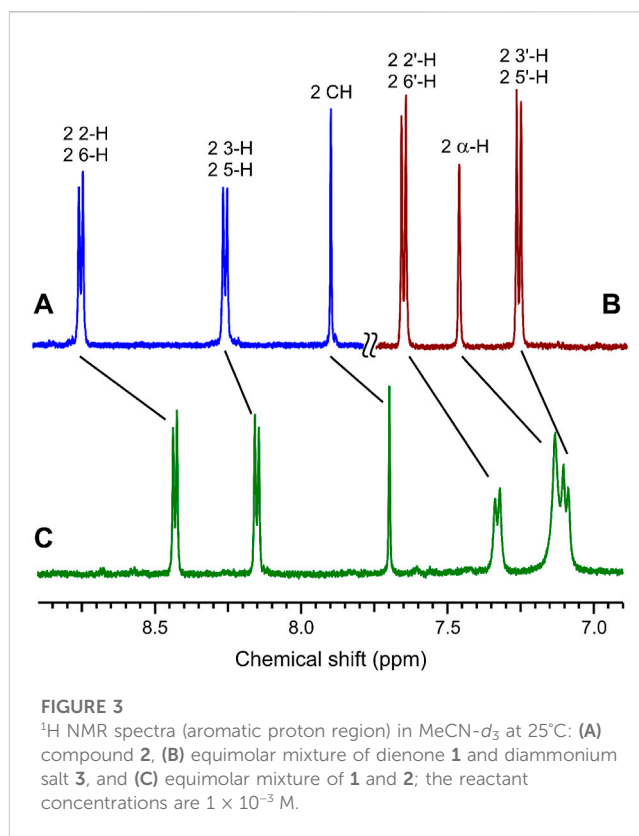 2 2-H
2 6-H
2 3-H
2 5-H
2 CH
2 2'-H
2 6'-H
2 α-H
2 3'-H
2 5'-H
A
B
C
8.5
8.0
7.5
7.0
Chemical shift (ppm)
FIGURE 3
¹H NMR spectra (aromatic proton region) in MeCN-d₃ at 25°C: (A)
compound 2, (B) equimolar mixture of dienone 1 and diammonium
salt 3, and (C) equimolar mixture of 1 and 2; the reactant
concentrations are 1 × 10⁻³ M.